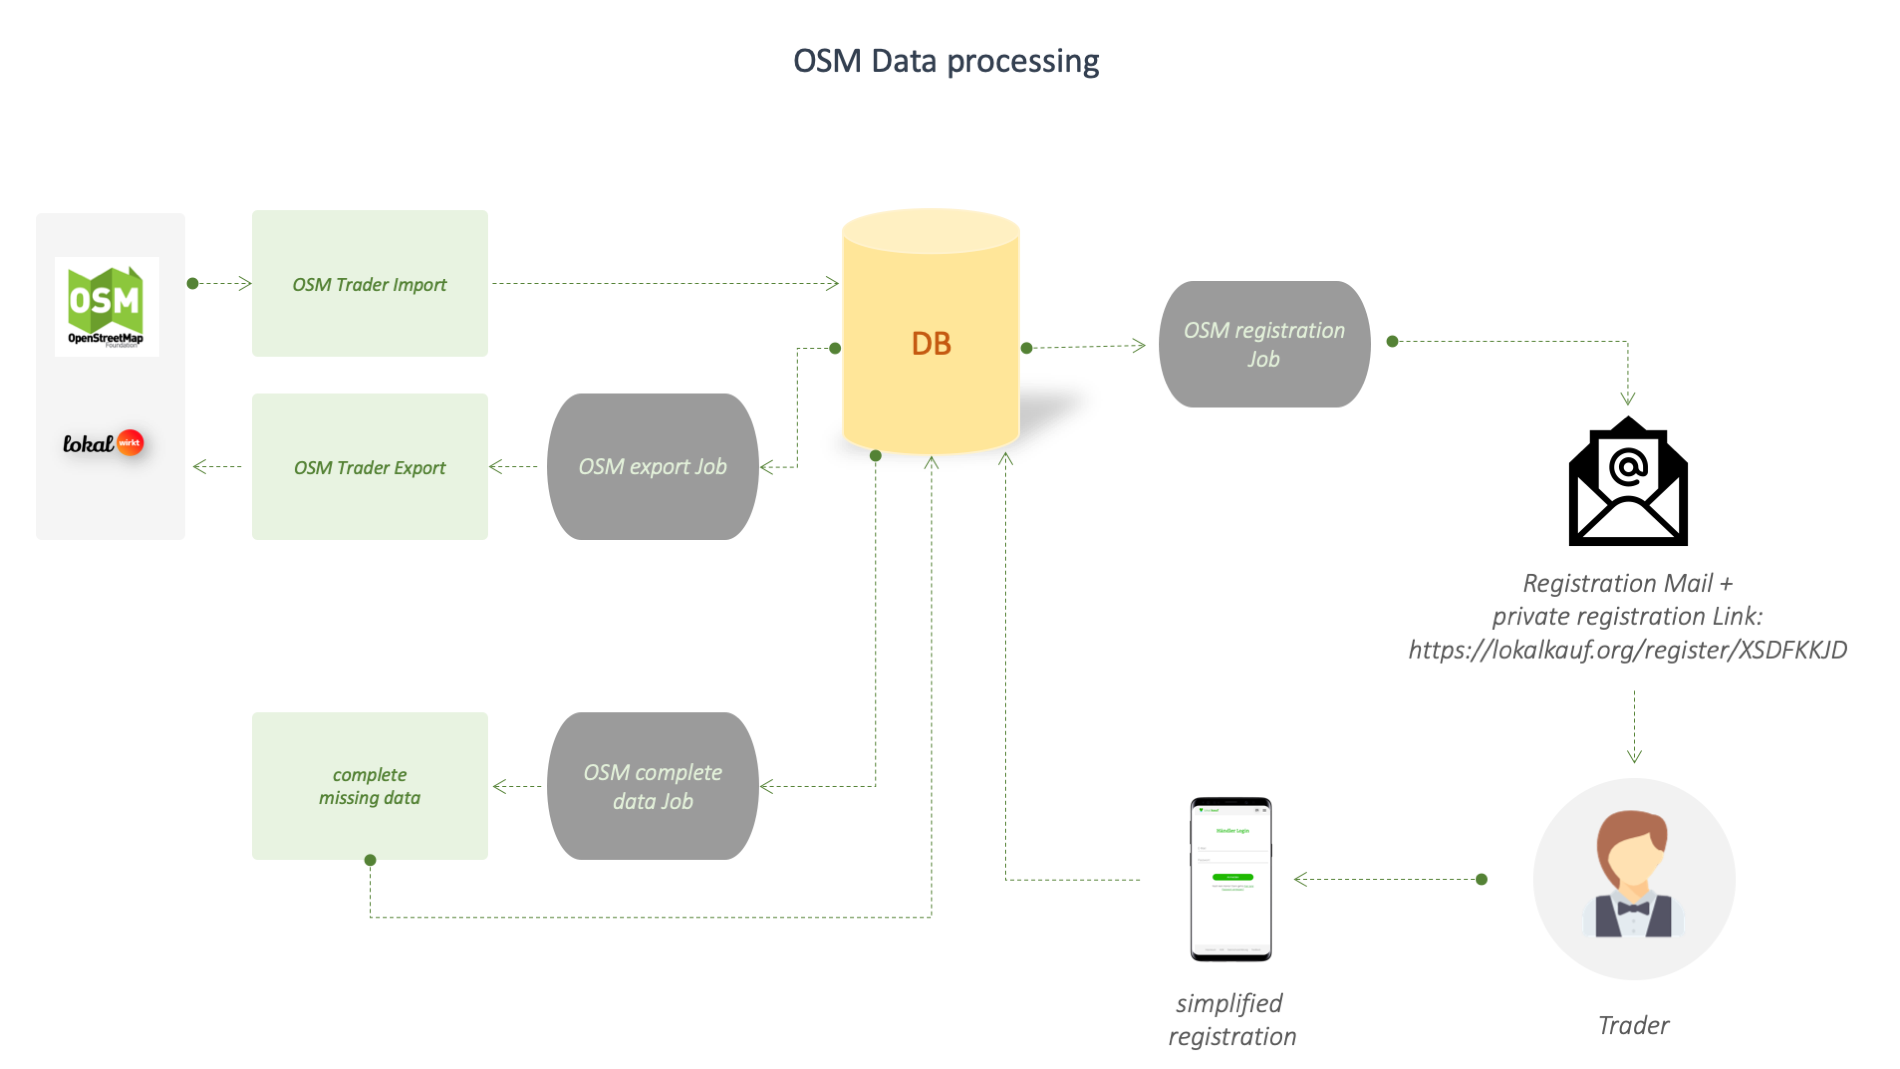 OSM Data processing
OSM
OpenStreetMap
Foundation
lokal
wirkt
OSM Trader Import
OSM Trader Export
OSM export Job
DB
OSM registration
Job
Registration Mail +
private registration Link:
https://lokalkauf.org/register/XSDFKKJD
complete
missing data
OSM complete
data Job
Händler Login
simplified
registration
Trader